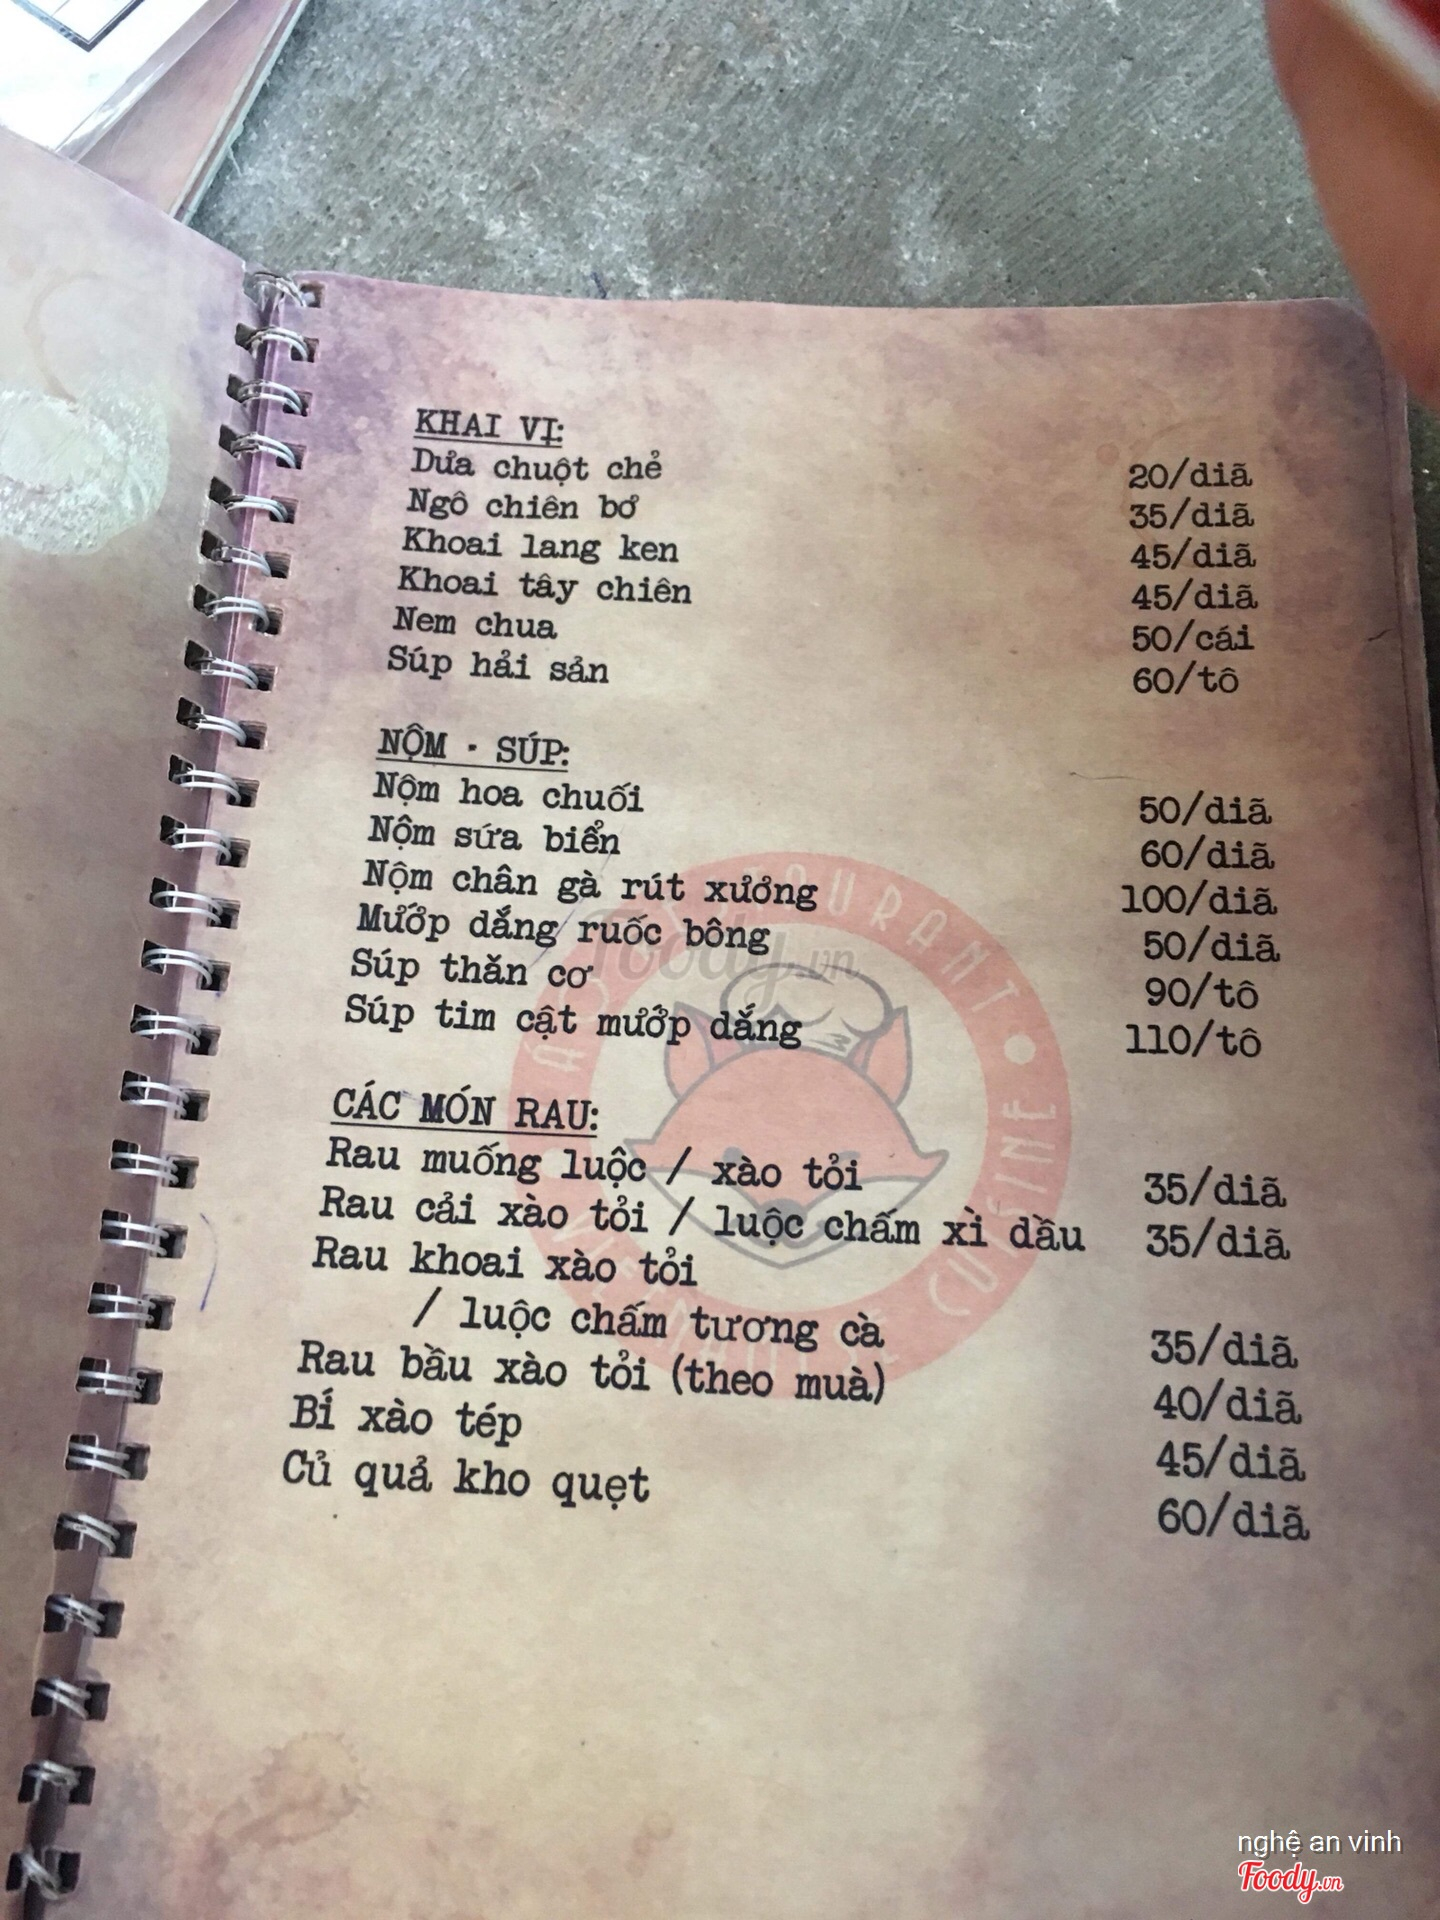 KHAI VỊ:
Dưa chuột chẻ 20/diã
Ngô chiên bơ 35/diã
Khoai lang ken 45/diã
Khoai tây chiên 45/diã
Nem chua 50/cái
Súp hải sản 60/tô
NỘM - SÚP:
Nộm hoa chuối 50/diã
Nộm sứa biển 60/diã
Nộm chân gà rút xưởng 100/diã
Mướp dắng ruốc bông 50/diã
Súp thăn cơ 90/tô
Súp tim cật mướp dắng 110/tô
CÁC MÓN RAU:
Rau muống luộc / xào tỏi 35/diã
Rau cải xào tỏi / luộc chấm xì dầu 35/diã
Rau khoai xào tỏi
/ luộc chấm tương cà 35/diã
Rau bầu xào tỏi (theo muà) 40/diã
Bí xào tép 45/diã
Củ quả kho quẹt 60/diã
Foody.vn
CUISINE
nghệ an vinh
Foody.vn